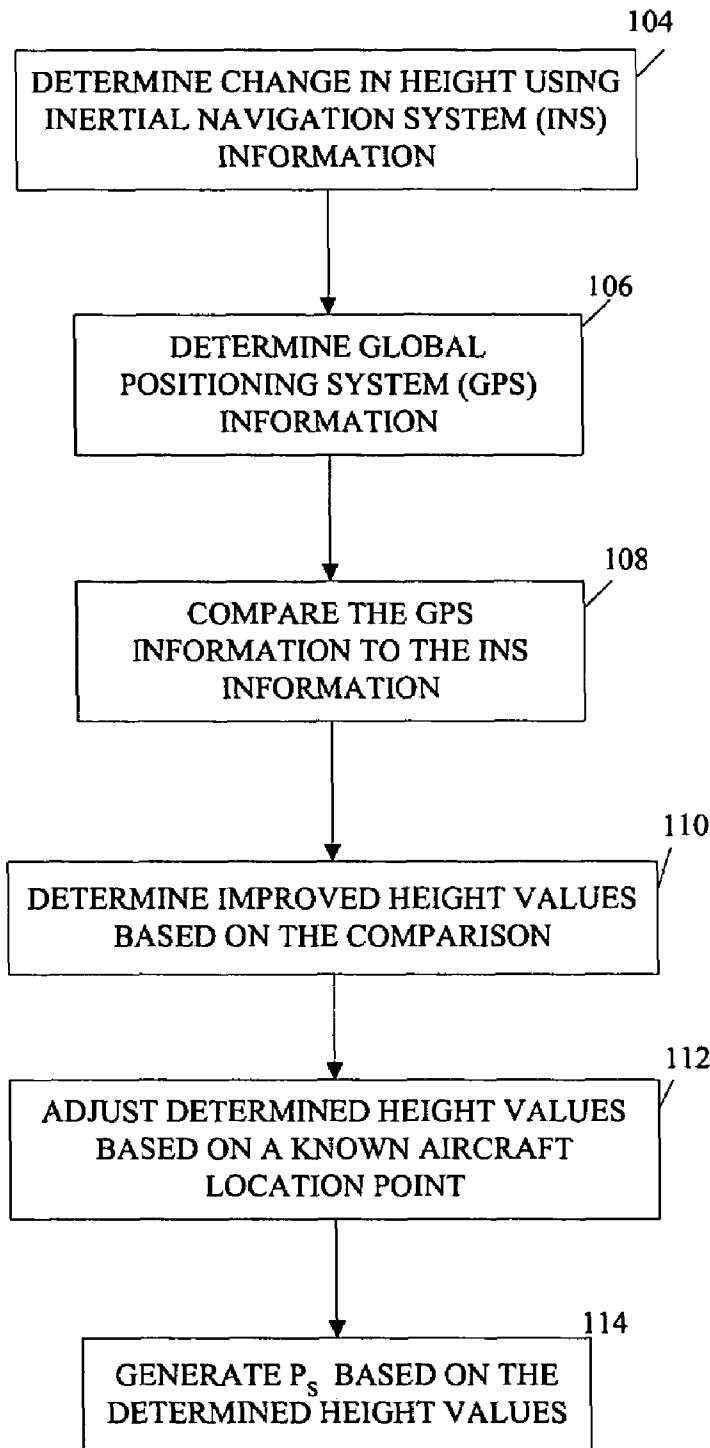 104
DETERMINE CHANGE IN HEIGHT USING
INERTIAL NAVIGATION SYSTEM (INS)
INFORMATION
106
DETERMINE GLOBAL
POSITIONING SYSTEM (GPS)
INFORMATION
108
COMPARE THE GPS
INFORMATION TO THE INS
INFORMATION
110
DETERMINE IMPROVED HEIGHT VALUES
BASED ON THE COMPARISON
112
ADJUST DETERMINED HEIGHT VALUES
BASED ON A KNOWN AIRCRAFT
LOCATION POINT
114
GENERATE Ps BASED ON THE
DETERMINED HEIGHT VALUES